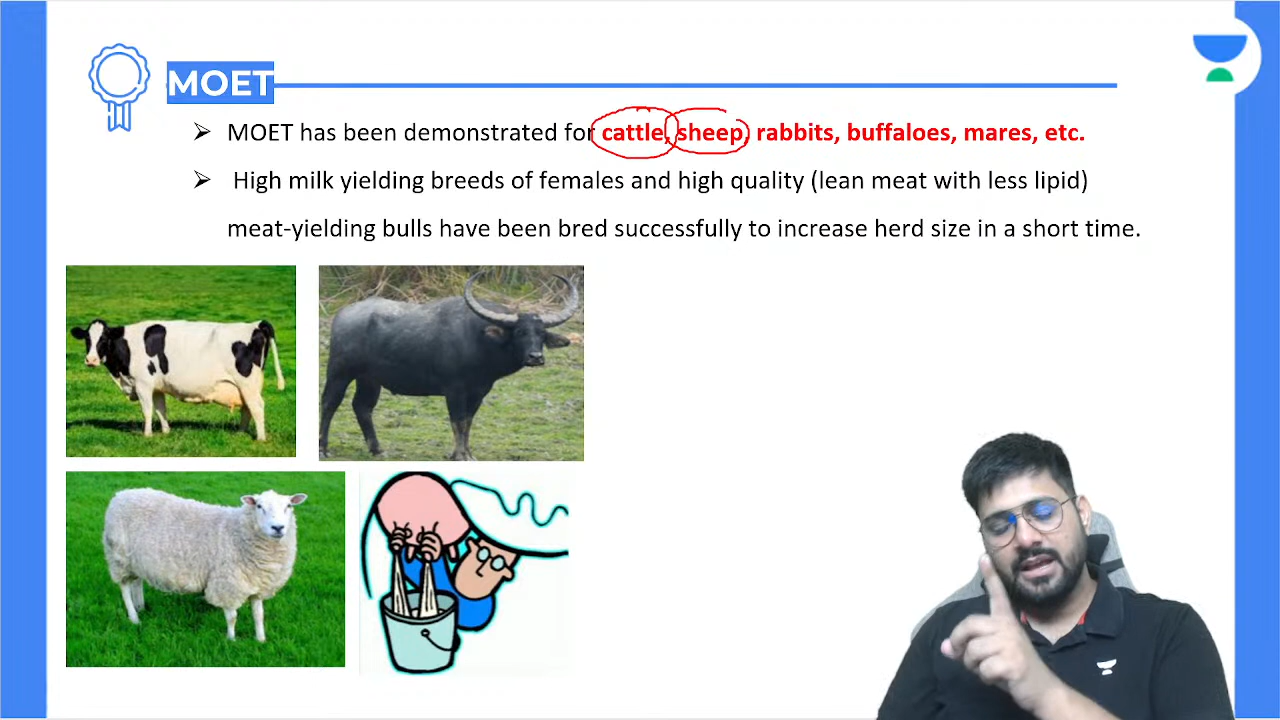 MOET
➢ MOET has been demonstrated for cattle, sheep, rabbits, buffaloes, mares, etc.
➢ High milk yielding breeds of females and high quality (lean meat with less lipid)
meat-yielding bulls have been bred successfully to increase herd size in a short time.